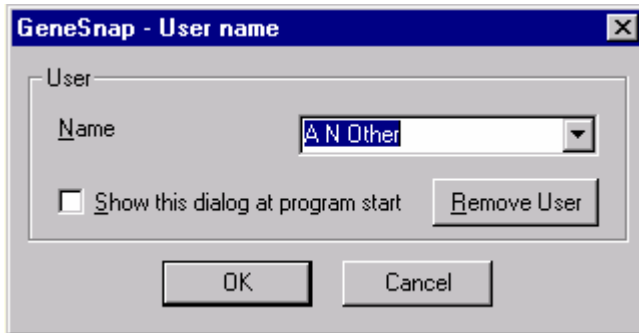 GeneSnap - User name
User
Name
A N Other
Show this dialog at program start
Remove User
OK
Cancel